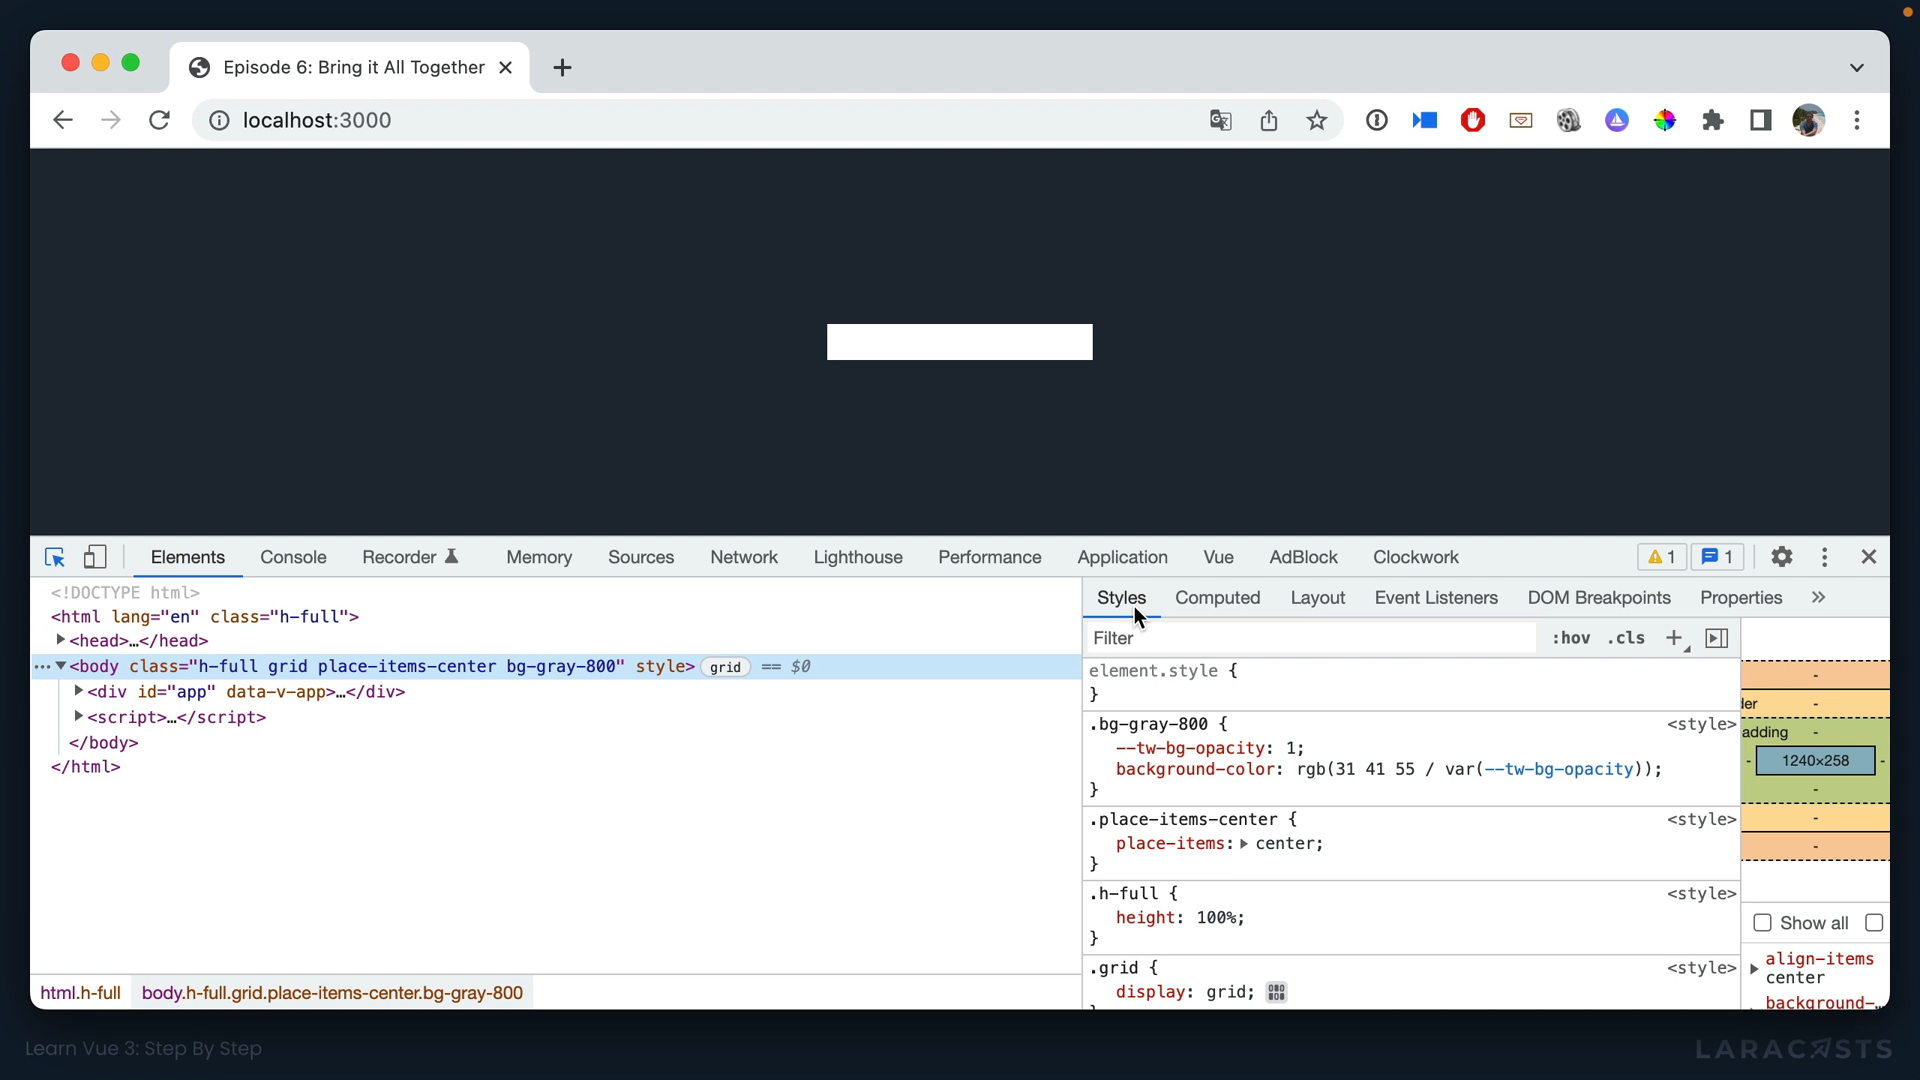 Episode 6: Bring it All Together
localhost:3000
Elements Console Recorder Memory Sources Network Lighthouse Performance Application Vue AdBlock Clockwork 1 1
<!DOCTYPE html>
<html lang="en" class="h-full">
<head>…</head>
<body class="h-full grid place-items-center bg-gray-800" style> grid == $0
<div id="app" data-v-app>…</div>
<script>…</script>
</body>
</html>
html.h-full body.h-full.grid.place-items-center.bg-gray-800
Styles Computed Layout Event Listeners DOM Breakpoints Properties »
Filter :hov .cls
element.style {
}
.bg-gray-800 { <style>
--tw-bg-opacity: 1;
background-color: rgb(31 41 55 / var(--tw-bg-opacity));
}
.place-items-center { <style>
place-items: center;
}
.h-full { <style>
height: 100%;
}
.grid { <style>
display: grid;
-
der -
adding -
- 1240×258 -
-
-
-
Show all
align-items
center
background-…
Learn Vue 3: Step By Step
LARACASTS